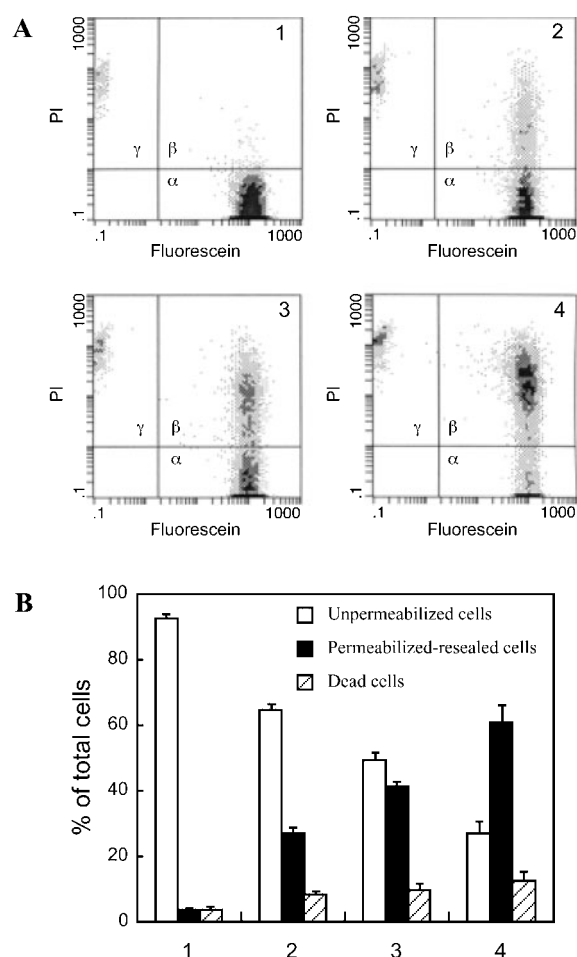 A
1
1000
PI
γ β
α
.1
.1 1000
Fluorescein
2
1000
PI
γ β
α
.1
.1 1000
Fluorescein
3
1000
PI
γ β
α
.1
.1 1000
Fluorescein
4
1000
PI
γ β
α
.1
.1 1000
Fluorescein
B
% of total cells
100
80
60
40
20
0
Unpermeabilized cells
Permeabilized-resealed cells
Dead cells
1 2 3 4